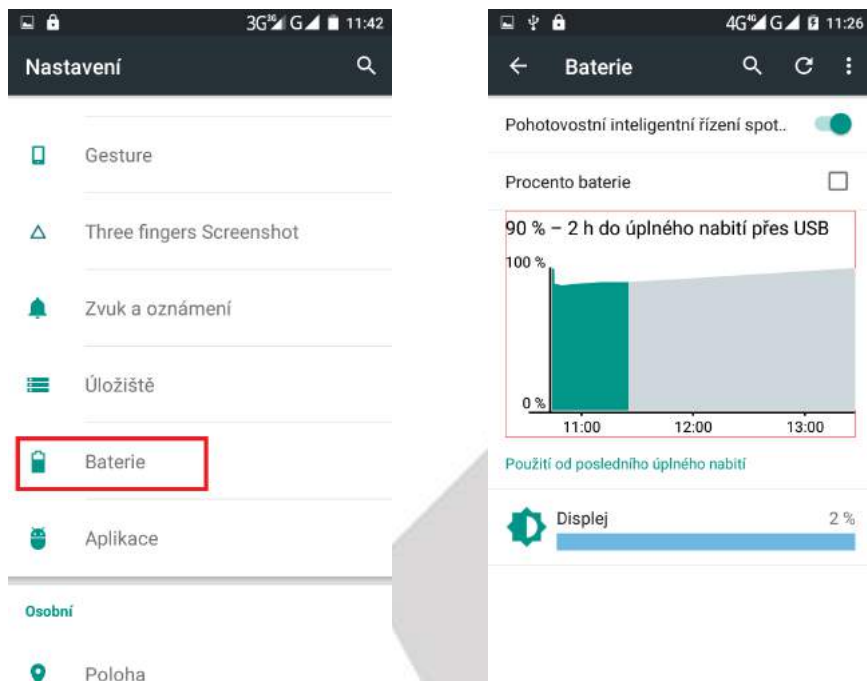 3G 3G G 11:42
Nastavení
Gesture
Three fingers Screenshot
Zvuk a oznámení
Úložiště
Baterie
Aplikace
Osobní
Poloha
4G 4G G 11:26
Baterie
Pohotovostní inteligentní řízení spot..
Procento baterie
90 % – 2 h do úplného nabití přes USB
100 %
0 %
11:00 12:00 13:00
Použití od posledního úplného nabití
Displej 2 %